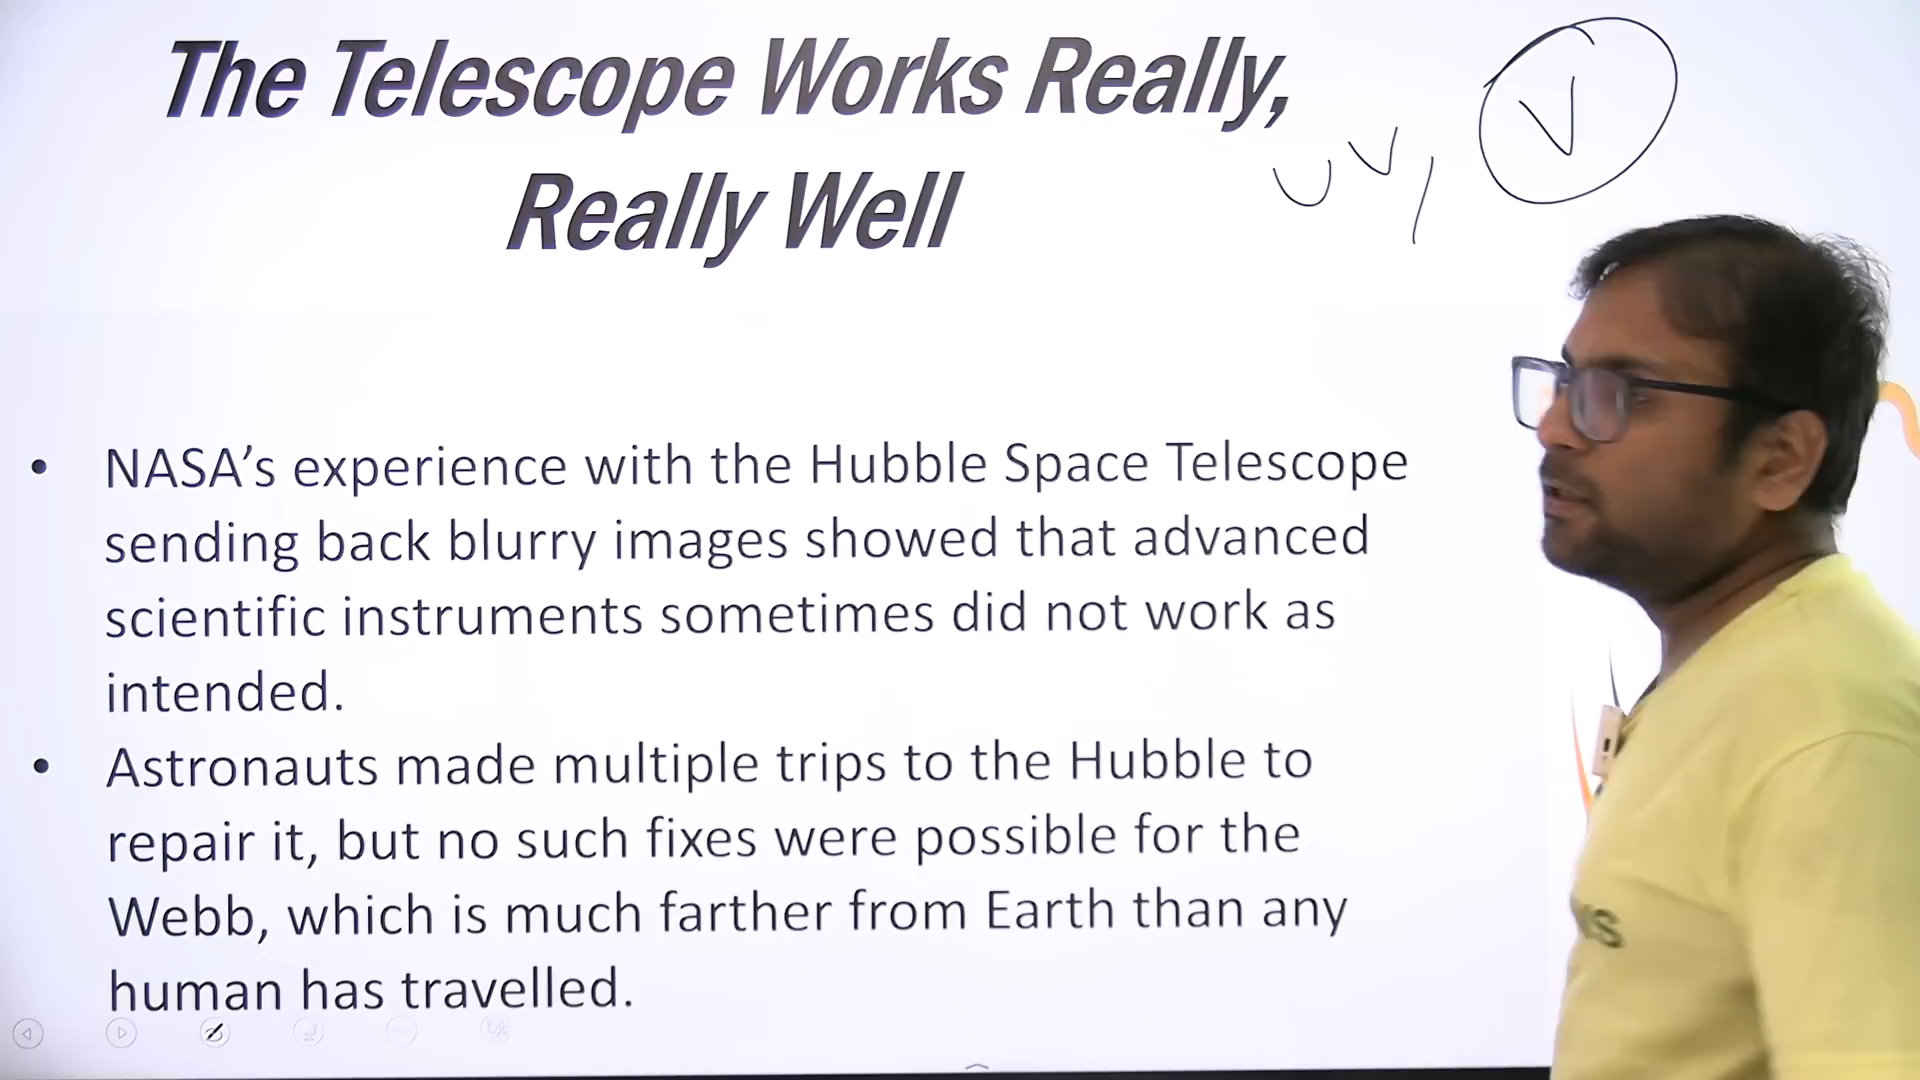 The Telescope Works Really,
Really Well
UV, V
• NASA's experience with the Hubble Space Telescope
sending back blurry images showed that advanced
scientific instruments sometimes did not work as
intended.
• Astronauts made multiple trips to the Hubble to
repair it, but no such fixes were possible for the
Webb, which is much farther from Earth than any
human has travelled.